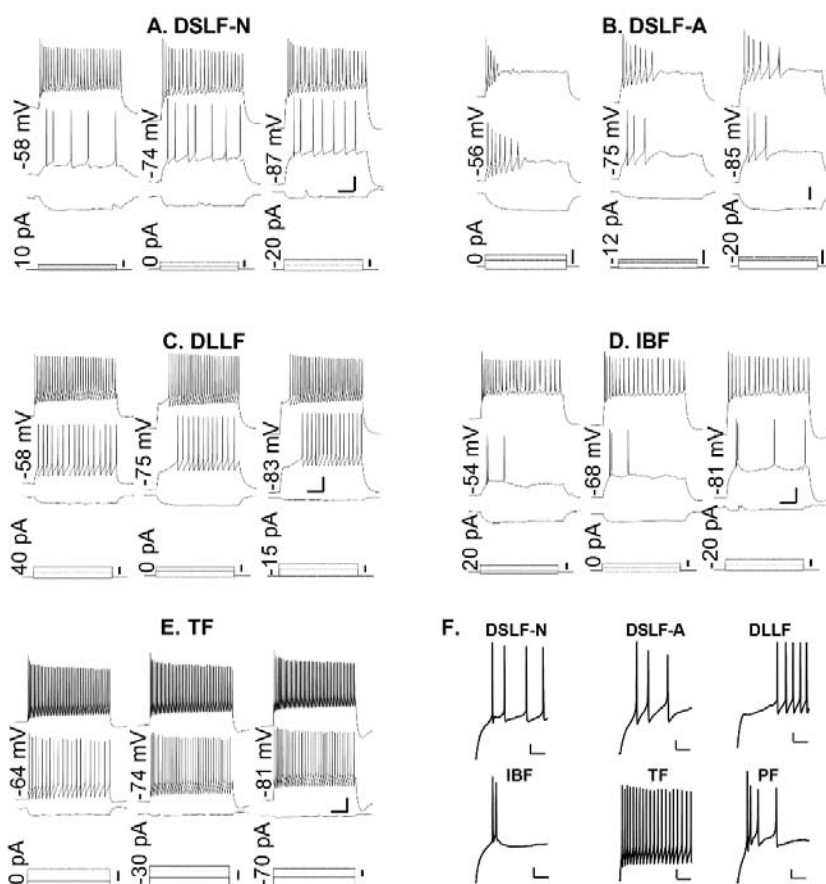 A. DSLF-N
-58 mV
-74 mV
-87 mV
10 pA
0 pA
-20 pA
B. DSLF-A
-56 mV
-75 mV
-85 mV
0 pA
-12 pA
-20 pA
C. DLLF
-58 mV
-75 mV
-83 mV
40 pA
0 pA
-15 pA
D. IBF
-54 mV
-68 mV
-81 mV
20 pA
0 pA
-20 pA
E. TF
-64 mV
-74 mV
-81 mV
0 pA
-30 pA
-70 pA
F.
DSLF-N DSLF-A DLLF
IBF TF PF